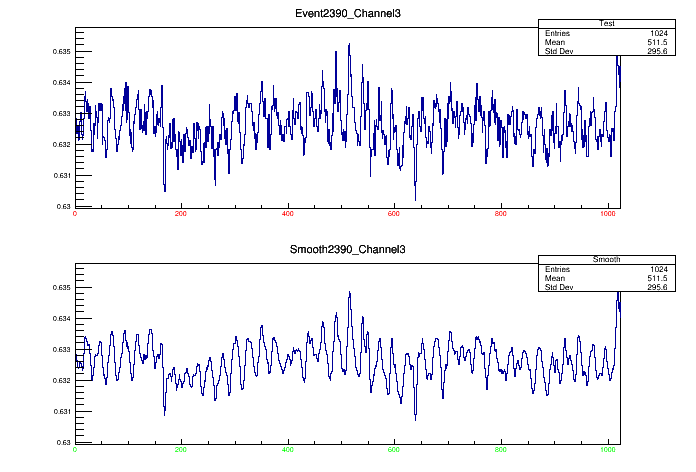 Event2390_Channel3
Test
Entries 1024
Mean 511.5
Std Dev 295.6
0.635
0.634
0.633
0.632
0.631
0.63
0 200 400 600 800 1000
Smooth2390_Channel3
Smooth
Entries 1024
Mean 511.5
Std Dev 295.6
0.635
0.634
0.633
0.632
0.631
0.63
0 200 400 600 800 1000